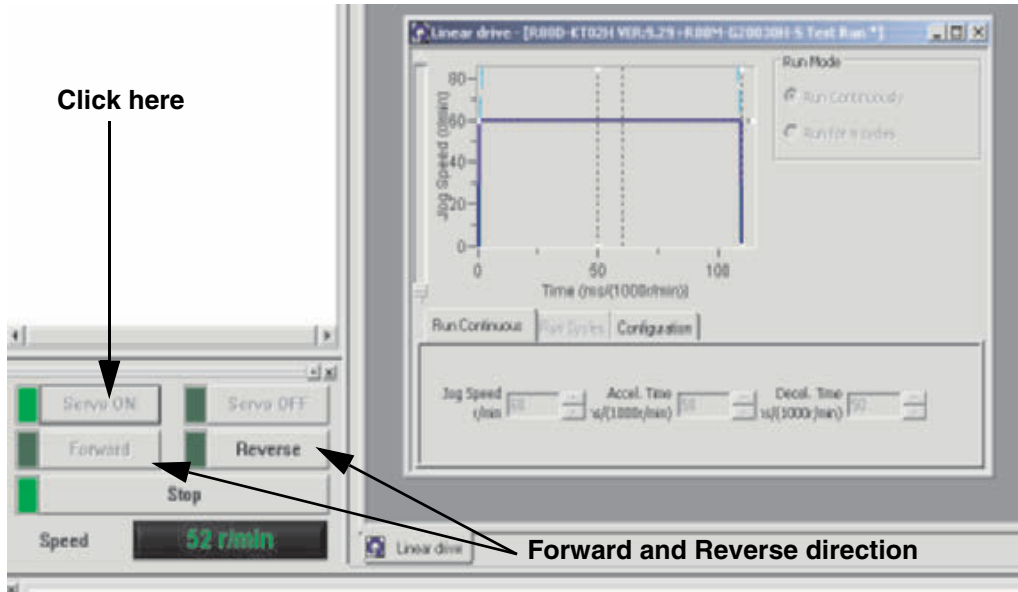 Linear drive - [R88D-KT02H VER:5.29+R88M-G20030H-S Test Run *]
Click here
Run Mode
Run Continuously
Run for n cycles
80
60
40
20
0
Jog Speed (r/min)
0 50 100
Time (ms/(1000r/min))
Run Continuous Run Cycles Configuration
Jog Speed
r/min
60
Accel. Time
ms/(1000r/min)
50
Decel. Time
ms/(1000r/min)
50
Servo ON Servo OFF
Forward Reverse
Stop
Speed 52 r/min
Linear drive
Forward and Reverse direction